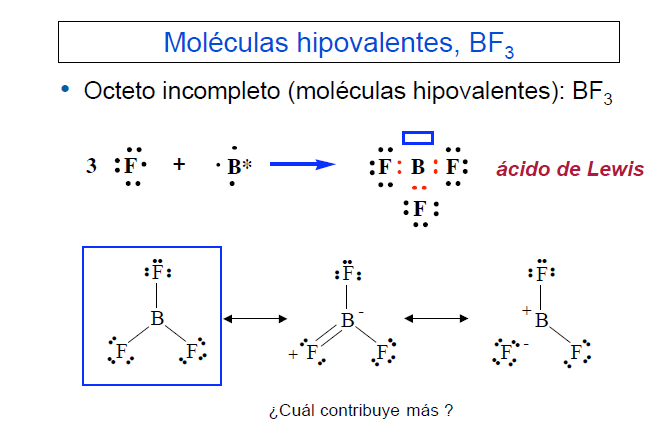 Moléculas hipovalentes, BF3
• Octeto incompleto (moléculas hipovalentes): BF3
3 :F· + ·B* :F : B : F: ácido de Lewis
:F:
:F: :F: :F:
B B - + B
F F + F F F - F
¿Cuál contribuye más ?